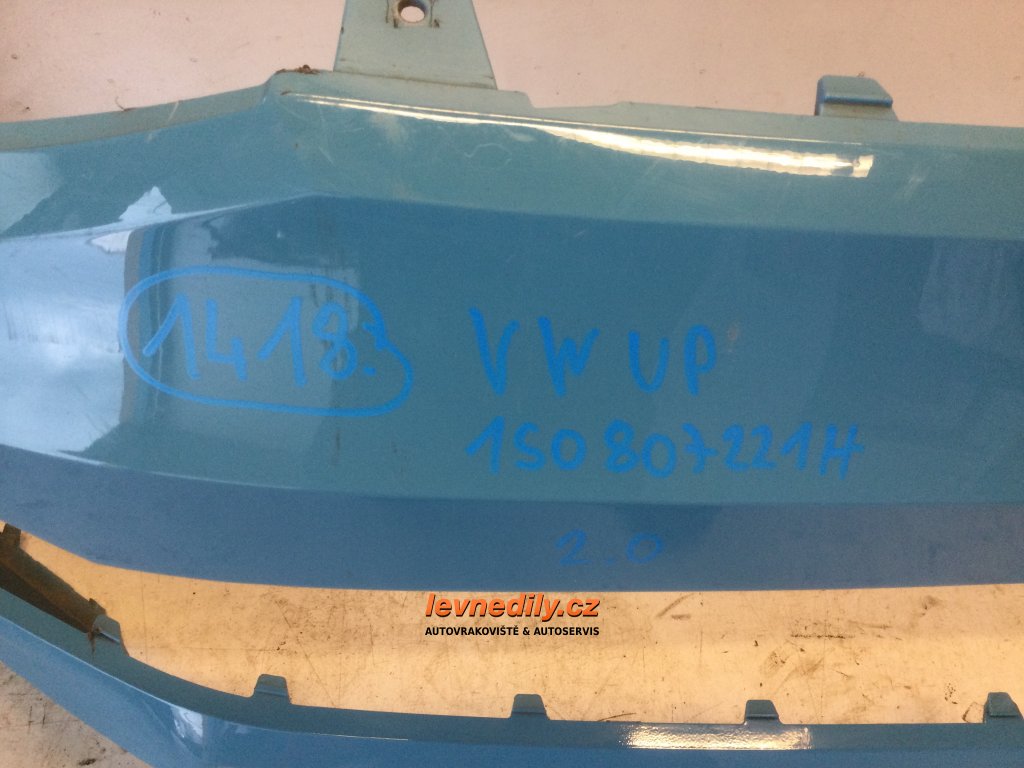 1418.
VW UP
1S0807221H
2.0
levnedily.cz
AUTOVRAKOVIŠTĚ & AUTOSERVIS